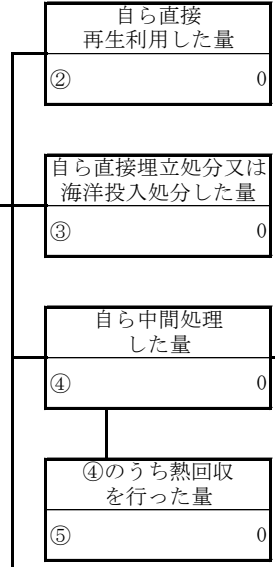 自ら直接
再生利用した量
② 0
自ら直接埋立処分又は
海洋投入処分した量
③ 0
自ら中間処理
した量
④ 0
④のうち熱回収
を行った量
⑤ 0